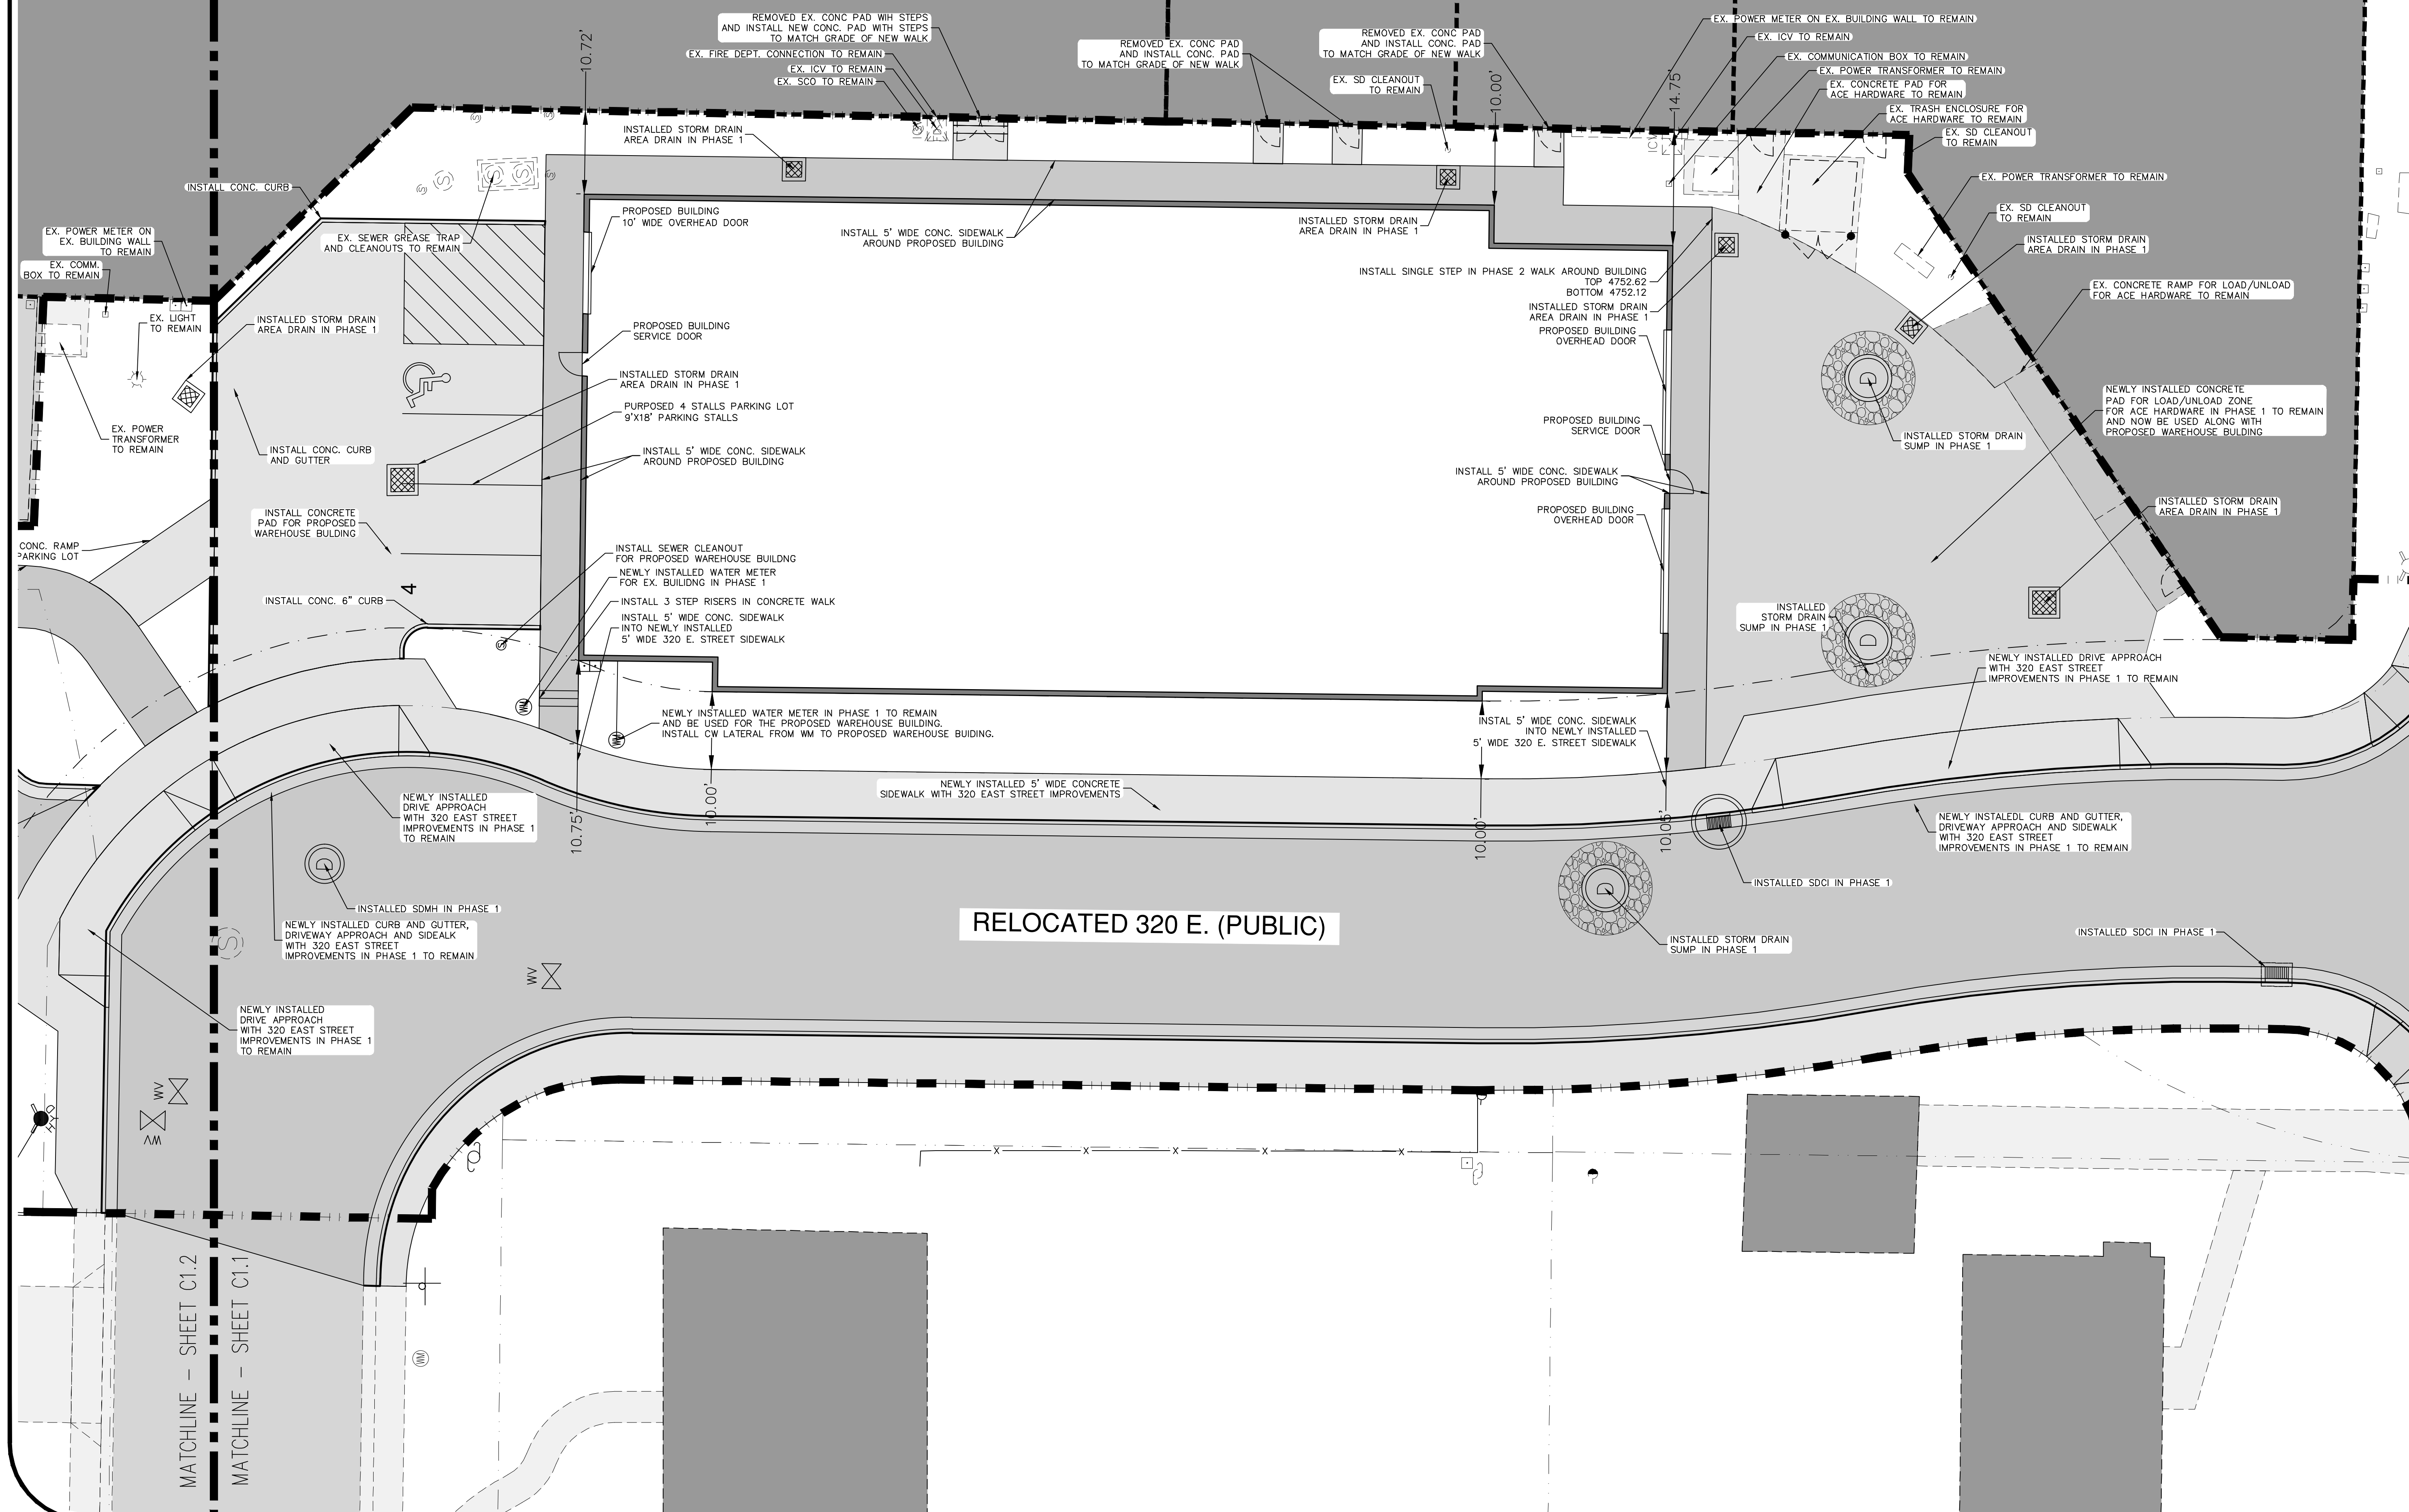 REMOVED EX. CONC PAD WIH STEPS
AND INSTALL NEW CONC. PAD WITH STEPS
TO MATCH GRADE OF NEW WALK
EX. FIRE DEPT. CONNECTION TO REMAIN
EX. ICV TO REMAIN
EX. SCO TO REMAIN
10.72'
REMOVED EX. CONC PAD
AND INSTALL CONC. PAD
TO MATCH GRADE OF NEW WALK
REMOVED EX. CONC PAD
AND INSTALL CONC. PAD
TO MATCH GRADE OF NEW WALK
EX. SD CLEANOUT
TO REMAIN
10.00'
14.75'
EX. POWER METER ON EX. BUILDING WALL TO REMAIN
EX. ICV TO REMAIN
EX. COMMUNICATION BOX TO REMAIN
EX. POWER TRANSFORMER TO REMAIN
EX. CONCRETE PAD FOR
ACE HARDWARE TO REMAIN
EX. TRASH ENCLOSURE FOR
ACE HARDWARE TO REMAIN
EX. SD CLEANOUT
TO REMAIN
EX. POWER TRANSFORMER TO REMAIN
EX. SD CLEANOUT
TO REMAIN
INSTALLED STORM DRAIN
AREA DRAIN IN PHASE 1
EX. CONCRETE RAMP FOR LOAD/UNLOAD
FOR ACE HARDWARE TO REMAIN
INSTALLED STORM DRAIN
AREA DRAIN IN PHASE 1
INSTALL CONC. CURB
EX. POWER METER ON
EX. BUILDING WALL
TO REMAIN
EX. COMM.
BOX TO REMAIN
EX. SEWER GREASE TRAP
AND CLEANOUTS TO REMAIN
PROPOSED BUILDING
10' WIDE OVERHEAD DOOR
INSTALL 5' WIDE CONC. SIDEWALK
AROUND PROPOSED BUILDING
INSTALLED STORM DRAIN
AREA DRAIN IN PHASE 1
INSTALL SINGLE STEP IN PHASE 2 WALK AROUND BUILDING
TOP 4752.62
BOTTOM 4752.12
INSTALLED STORM DRAIN
AREA DRAIN IN PHASE 1
PROPOSED BUILDING
OVERHEAD DOOR
EX. LIGHT
TO REMAIN
INSTALLED STORM DRAIN
AREA DRAIN IN PHASE 1
PROPOSED BUILDING
SERVICE DOOR
INSTALLED STORM DRAIN
AREA DRAIN IN PHASE 1
PURPOSED 4 STALLS PARKING LOT
9'X18' PARKING STALLS
INSTALL 5' WIDE CONC. SIDEWALK
AROUND PROPOSED BUILDING
EX. POWER
TRANSFORMER
TO REMAIN
INSTALL CONC. CURB
AND GUTTER
INSTALL CONCRETE
PAD FOR PROPOSED
WAREHOUSE BULDING
CONC. RAMP
PARKING LOT
PROPOSED BUILDING
SERVICE DOOR
INSTALL 5' WIDE CONC. SIDEWALK
AROUND PROPOSED BUILDING
PROPOSED BUILDING
OVERHEAD DOOR
INSTALLED STORM DRAIN
SUMP IN PHASE 1
NEWLY INSTALLED CONCRETE
PAD FOR LOAD/UNLOAD ZONE
FOR ACE HARDWARE IN PHASE 1 TO REMAIN
AND NOW BE USED ALONG WITH
PROPOSED WAREHOUSE BULDING
INSTALLED STORM DRAIN
AREA DRAIN IN PHASE 1
INSTALL SEWER CLEANOUT
FOR PROPOSED WAREHOUSE BUILDNG
NEWLY INSTALLED WATER METER
FOR EX. BUILIDNG IN PHASE 1
INSTALL 3 STEP RISERS IN CONCRETE WALK
INSTALL 5' WIDE CONC. SIDEWALK
INTO NEWLY INSTALLED
5' WIDE 320 E. STREET SIDEWALK
4
INSTALL CONC. 6" CURB
INSTALLED
STORM DRAIN
SUMP IN PHASE 1
NEWLY INSTALLED DRIVE APPROACH
WITH 320 EAST STREET
IMPROVEMENTS IN PHASE 1 TO REMAIN
WM
WM
NEWLY INSTALLED WATER METER IN PHASE 1 TO REMAIN
AND BE USED FOR THE PROPOSED WAREHOUSE BUILDING.
INSTALL CW LATERAL FROM WM TO PROPOSED WAREHOUSE BUIDING.
INSTAL 5' WIDE CONC. SIDEWALK
INTO NEWLY INSTALLED
5' WIDE 320 E. STREET SIDEWALK
NEWLY INSTALLED 5' WIDE CONCRETE
SIDEWALK WITH 320 EAST STREET IMPROVEMENTS
10.75'
10.00'
10.00'
10.05'
NEWLY INSTALLED
DRIVE APPROACH
WITH 320 EAST STREET
IMPROVEMENTS IN PHASE 1
TO REMAIN
NEWLY INSTALEDL CURB AND GUTTER,
DRIVEWAY APPROACH AND SIDEWALK
WITH 320 EAST STREET
IMPROVEMENTS IN PHASE 1 TO REMAIN
INSTALLED SDCI IN PHASE 1
INSTALLED SDMH IN PHASE 1
NEWLY INSTALLED CURB AND GUTTER,
DRIVEWAY APPROACH AND SIDEALK
WITH 320 EAST STREET
IMPROVEMENTS IN PHASE 1 TO REMAIN
RELOCATED 320 E. (PUBLIC)
INSTALLED STORM DRAIN
SUMP IN PHASE 1
INSTALLED SDCI IN PHASE 1
WV
NEWLY INSTALLED
DRIVE APPROACH
WITH 320 EAST STREET
IMPROVEMENTS IN PHASE 1
TO REMAIN
WV
WV
HYD
WM
MATCHLINE - SHEET C1.2
MATCHLINE - SHEET C1.1